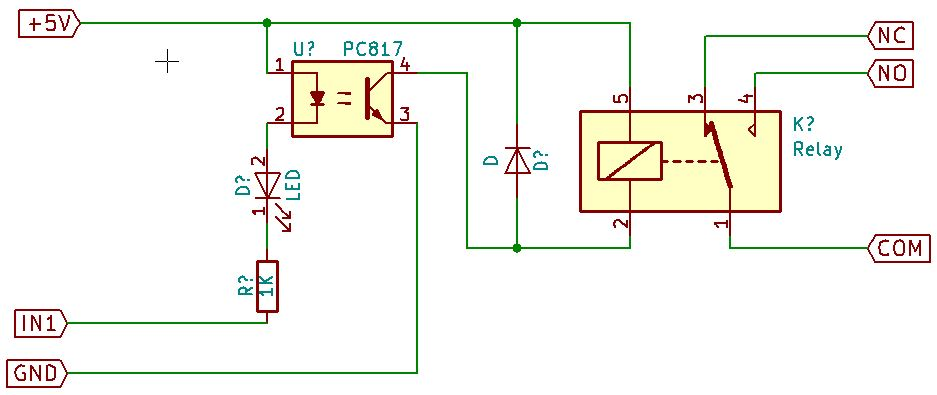 +5V
U? PC817
1
4
2
3
D?
2
1
LED
R?
1K
IN1
GND
D
D?
5
3
4
2
1
K?
Relay
NC
NO
COM